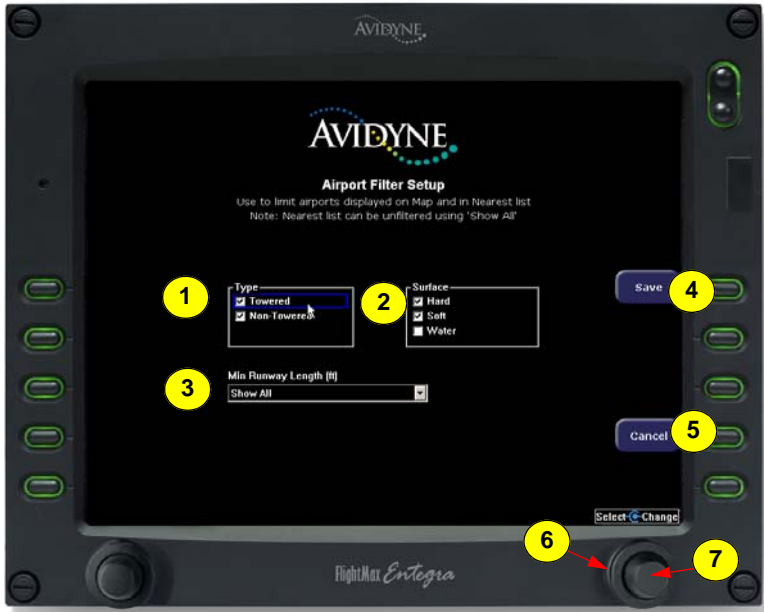 AVIDYNE
AVIDYNE
Airport Filter Setup
Use to limit airports displayed on Map and in Nearest list
Note: Nearest list can be unfiltered using 'Show All'
1
Type
Towered
Non-Towered
2
Surface
Hard
Soft
Water
Save
4
3
Min Runway Length (ft)
Show All
Cancel
5
Select Change
6
7
FlightMax Entegra